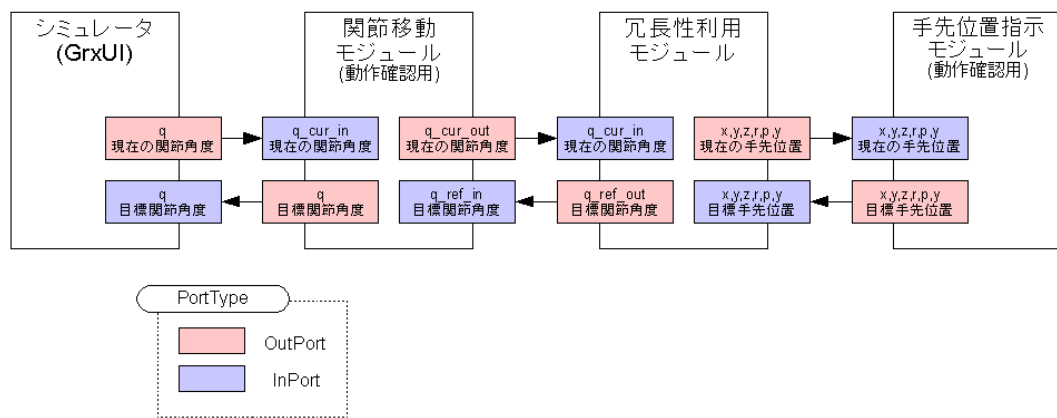 シミュレータ
(GrxUI)
関節移動
モジュール
(動作確認用)
冗長性利用
モジュール
手先位置指示
モジュール
(動作確認用)
q
現在の関節角度
q_cur_in
現在の関節角度
q_cur_out
現在の関節角度
q_cur_in
現在の関節角度
x,y,z,r,p,y
現在の手先位置
x,y,z,r,p,y
現在の手先位置
q
目標関節角度
q
目標関節角度
q_ref_in
目標関節角度
q_ref_out
目標関節角度
x,y,z,r,p,y
目標手先位置
x,y,z,r,p,y
目標手先位置
PortType
OutPort
InPort